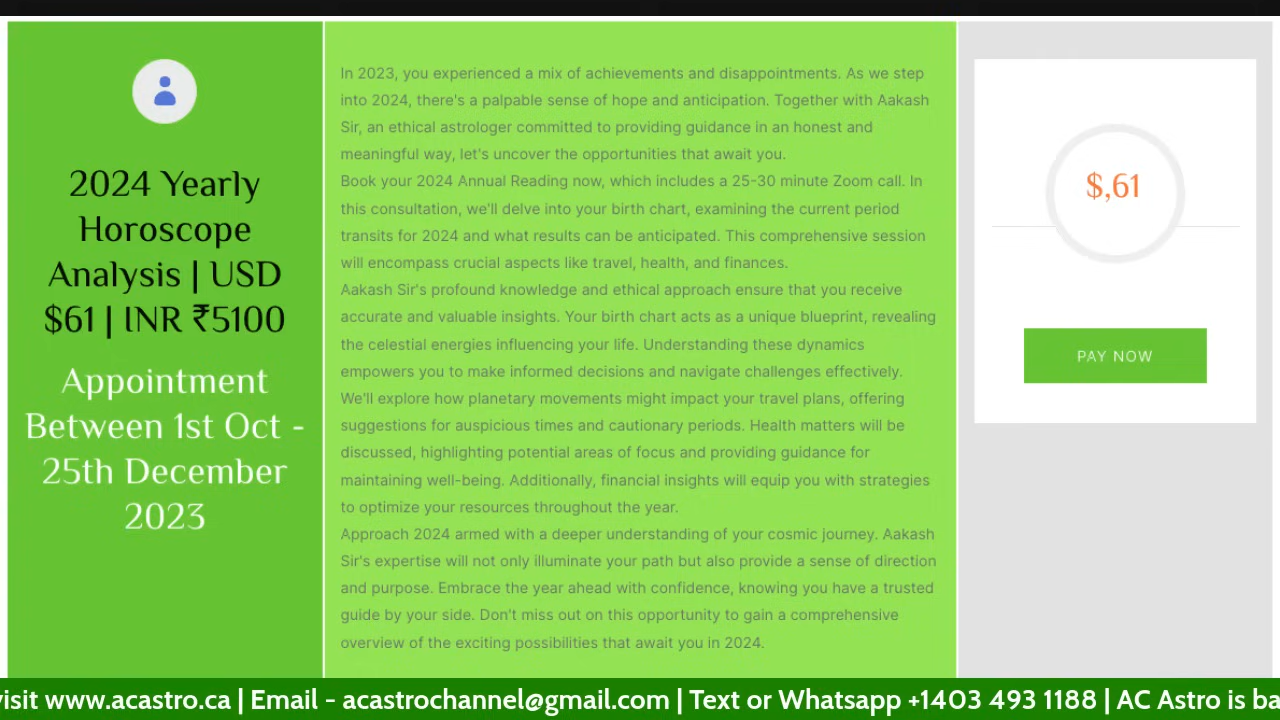 2024 Yearly
Horoscope
Analysis | USD
$61 | INR ₹5100
Appointment
Between 1st Oct -
25th December
2023
In 2023, you experienced a mix of achievements and disappointments. As we step
into 2024, there's a palpable sense of hope and anticipation. Together with Aakash
Sir, an ethical astrologer committed to providing guidance in an honest and
meaningful way, let's uncover the opportunities that await you.
Book your 2024 Annual Reading now, which includes a 25-30 minute Zoom call. In
this consultation, we'll delve into your birth chart, examining the current period
transits for 2024 and what results can be anticipated. This comprehensive session
will encompass crucial aspects like travel, health, and finances.
Aakash Sir's profound knowledge and ethical approach ensure that you receive
accurate and valuable insights. Your birth chart acts as a unique blueprint, revealing
the celestial energies influencing your life. Understanding these dynamics
empowers you to make informed decisions and navigate challenges effectively.
We'll explore how planetary movements might impact your travel plans, offering
suggestions for auspicious times and cautionary periods. Health matters will be
discussed, highlighting potential areas of focus and providing guidance for
maintaining well-being. Additionally, financial insights will equip you with strategies
to optimize your resources throughout the year.
Approach 2024 armed with a deeper understanding of your cosmic journey. Aakash
Sir's expertise will not only illuminate your path but also provide a sense of direction
and purpose. Embrace the year ahead with confidence, knowing you have a trusted
guide by your side. Don't miss out on this opportunity to gain a comprehensive
overview of the exciting possibilities that await you in 2024.
$,61
PAY NOW
visit www.acastro.ca | Email - acastrochannel@gmail.com | Text or Whatsapp +1403 493 1188 | AC Astro is ba